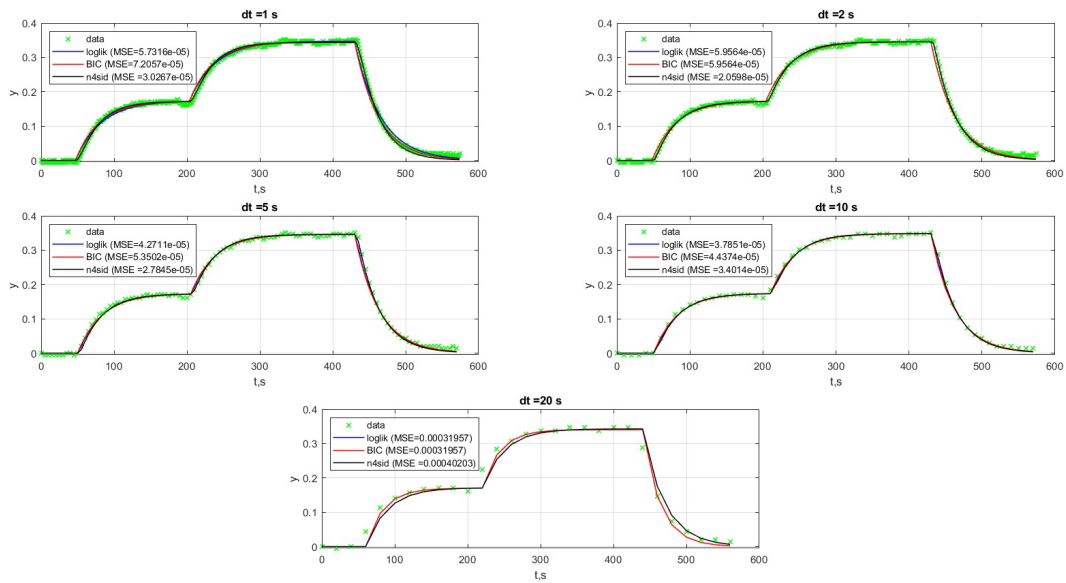 dt =1 s
0.4
0.3
0.2
0.1
0
y
data
loglik (MSE=5.7316e-05)
BIC (MSE=7.2057e-05)
n4sid (MSE =3.0267e-05)
0 100 200 300 400 500 600
t,s
dt =2 s
0.4
0.3
0.2
0.1
0
y
data
loglik (MSE=5.9564e-05)
BIC (MSE=5.9564e-05)
n4sid (MSE =2.0598e-05)
0 100 200 300 400 500 600
t,s
dt =5 s
0.4
0.3
0.2
0.1
0
y
data
loglik (MSE=4.2711e-05)
BIC (MSE=5.3502e-05)
n4sid (MSE =2.7845e-05)
0 100 200 300 400 500 600
t,s
dt =10 s
0.4
0.3
0.2
0.1
0
y
data
loglik (MSE=3.7851e-05)
BIC (MSE=4.4374e-05)
n4sid (MSE =3.4014e-05)
0 100 200 300 400 500 600
t,s
dt =20 s
0.4
0.3
0.2
0.1
0
y
data
loglik (MSE=0.00031957)
BIC (MSE=0.00031957)
n4sid (MSE =0.00040203)
0 100 200 300 400 500 600
t,s